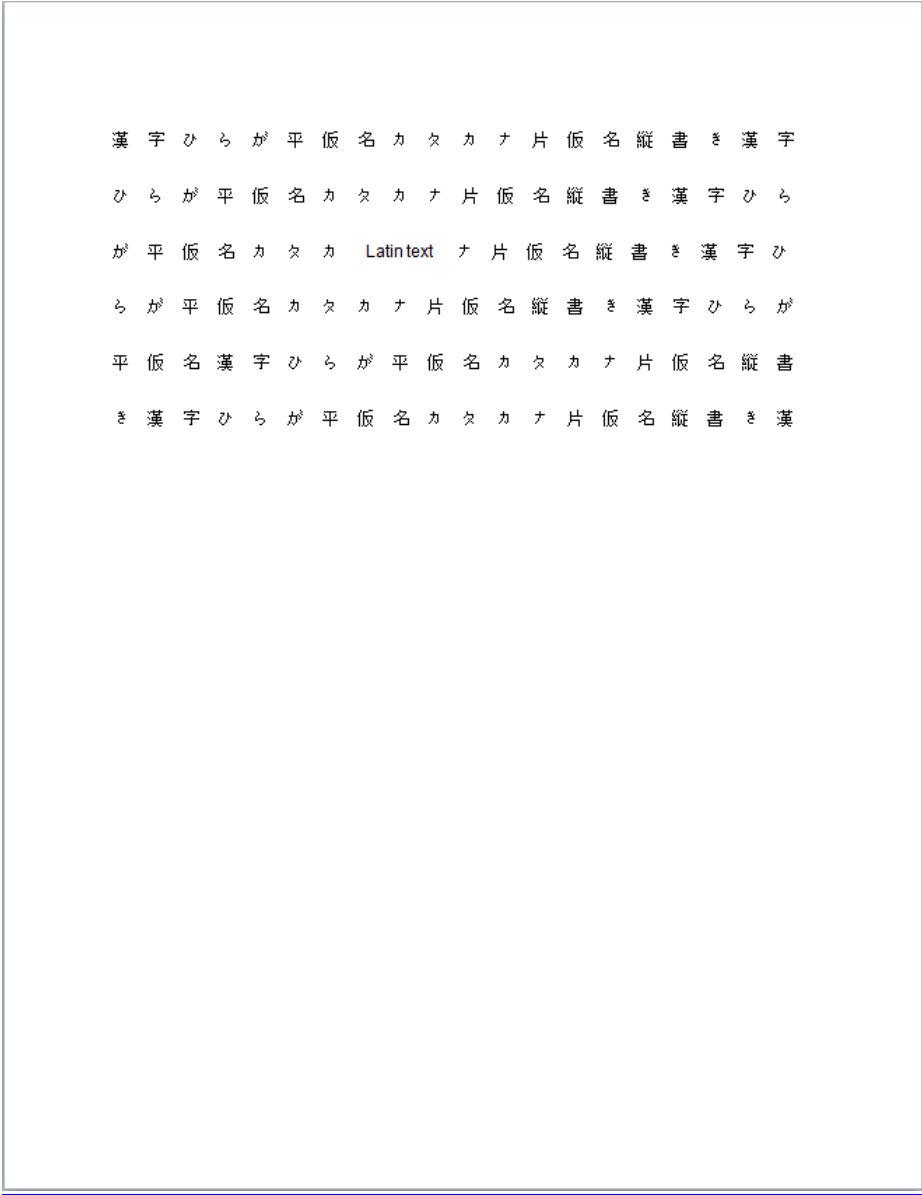 漢字ひらが平仮名カタカナ片仮名縦書き漢字
ひらが平仮名カタカナ片仮名縦書き漢字ひら
が平仮名カタカ Latin text ナ片仮名縦書き漢字ひ
らが平仮名カタカナ片仮名縦書き漢字ひらが
平仮名漢字ひらが平仮名カタカナ片仮名縦書
き漢字ひらが平仮名カタカナ片仮名縦書き漢